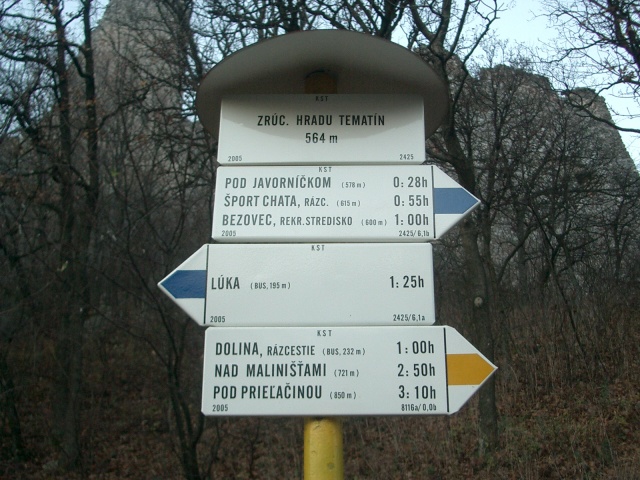 KST
ZRÚC. HRADU TEMATÍN
564 m
2005 2425
KST
POD JAVORNÍČKOM (578 m) 0:28h
ŠPORT CHATA, RÁZC. (615 m) 0:55h
BEZOVEC, REKR.STREDISKO (600 m) 1:00h
2005 2425/6,1b
KST
LÚKA (BUS, 195 m) 1:25h
2005 2425/6,1a
KST
DOLINA, RÁZCESTIE (BUS, 232 m) 1:00h
NAD MALINIŠŤAMI (721 m) 2:50h
POD PRIEĽAČINOU (850 m) 3:10h
2005 8116a/0,0b